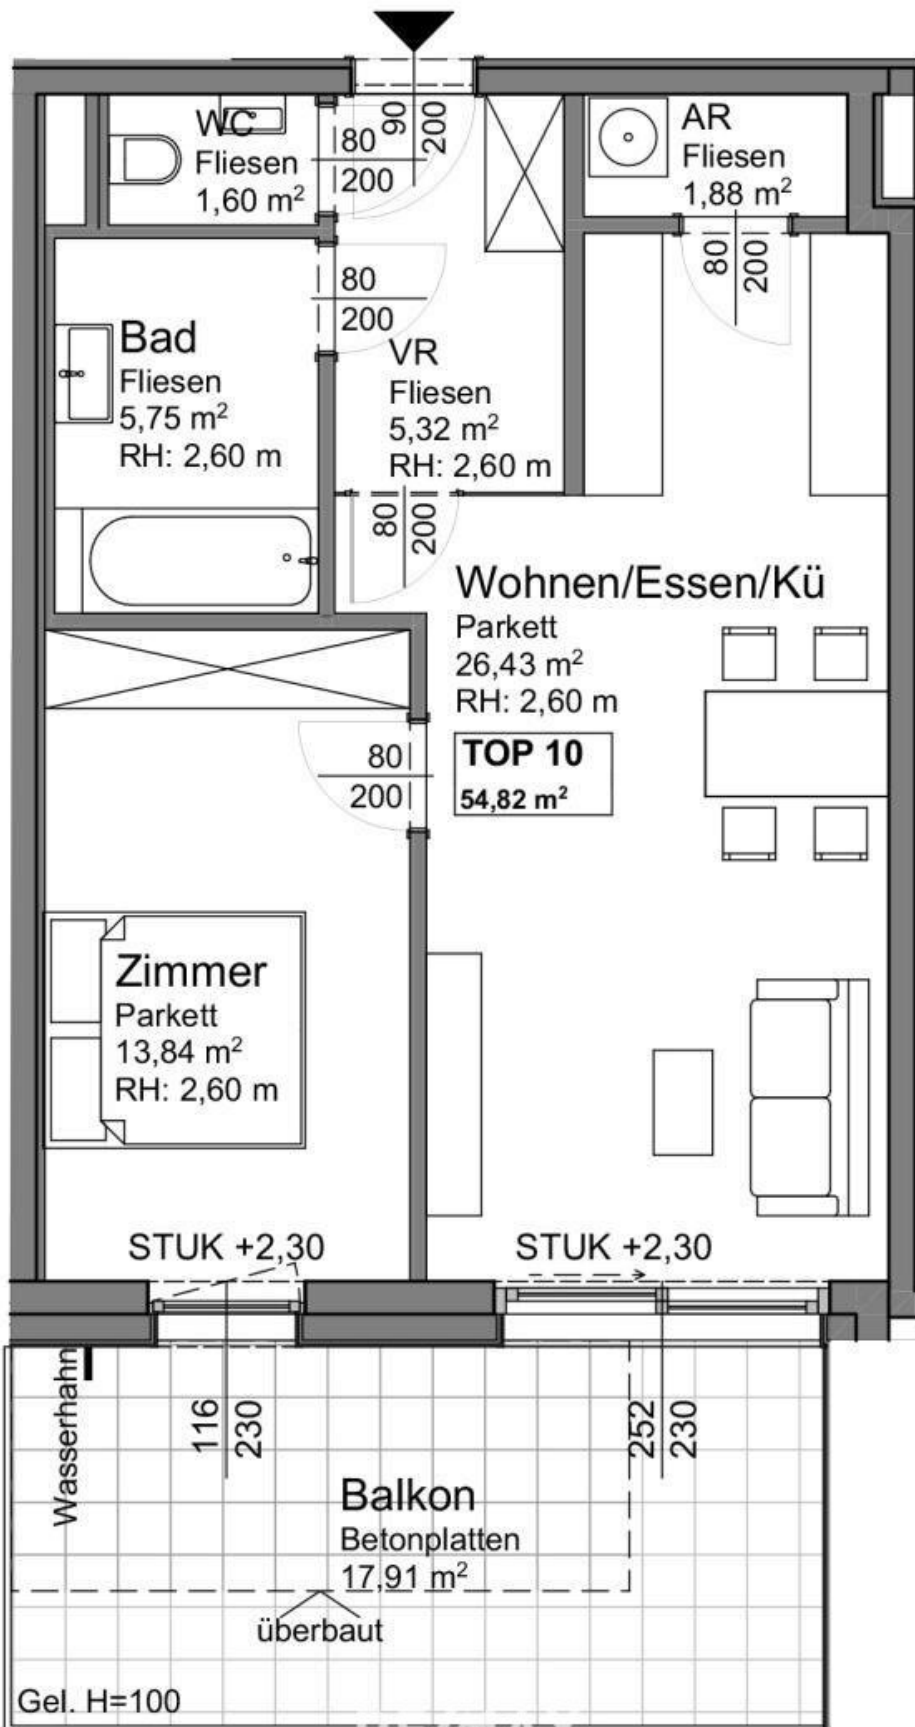 90
200
WC
Fliesen
1,60 m²
80
200
AR
Fliesen
1,88 m²
80
200
80
200
Bad
Fliesen
5,75 m²
RH: 2,60 m
VR
Fliesen
5,32 m²
RH: 2,60 m
80
200
Wohnen/Essen/Kü
Parkett
26,43 m²
RH: 2,60 m
TOP 10
54,82 m²
80
200
Zimmer
Parkett
13,84 m²
RH: 2,60 m
STUK +2,30
STUK +2,30
Wasserhahn
116
230
252
230
Balkon
Betonplatten
17,91 m²
überbaut
Gel. H=100